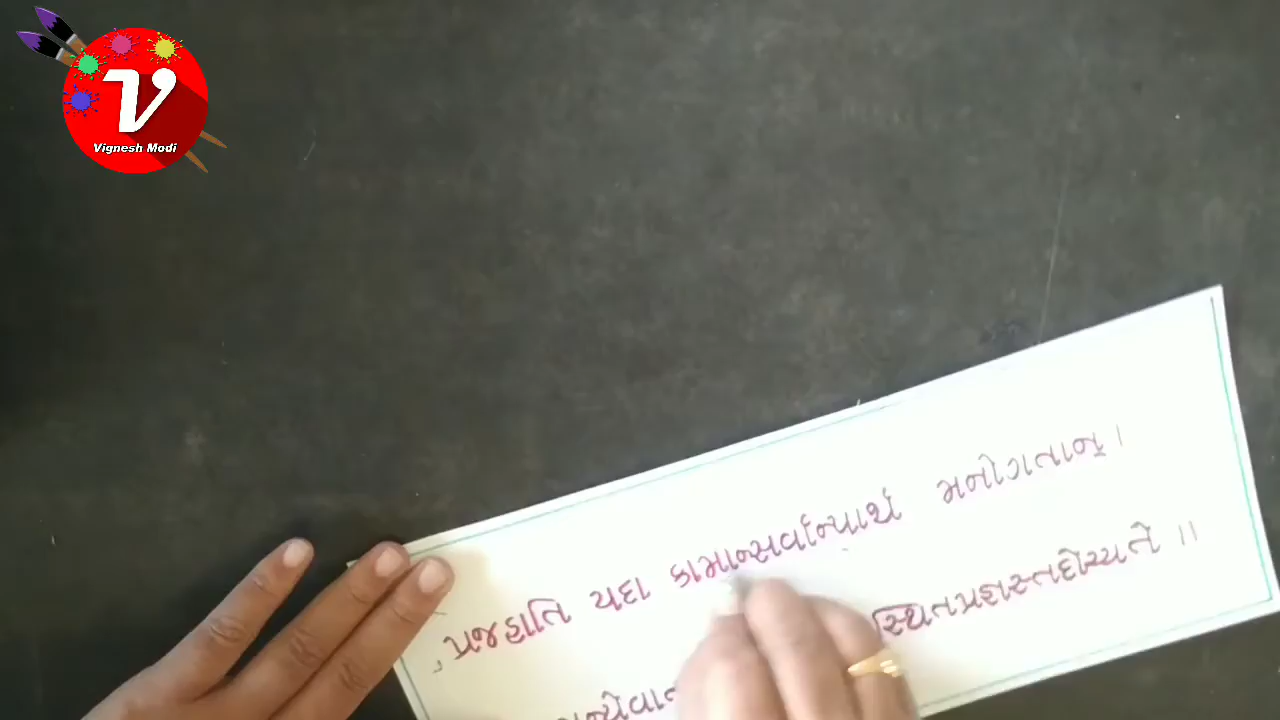 Vignesh Modi
પ્રજહાતિ યદા કામાન્સર્વાન્પાર્થ મનોગતાન્ ।
સ્થિતપ્રજ્ઞસ્તદોચ્યતે ॥